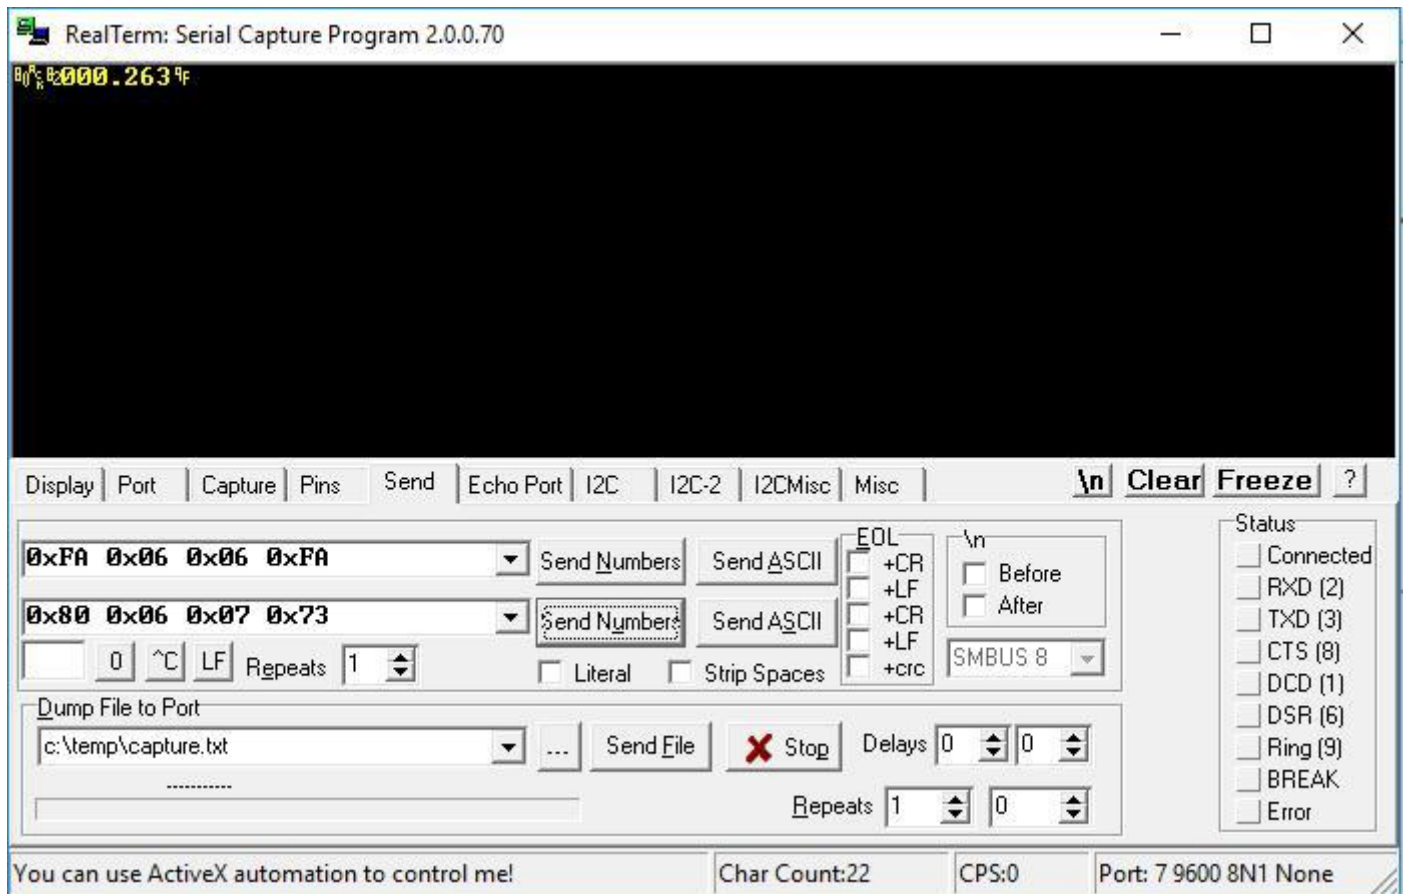 RealTerm: Serial Capture Program 2.0.0.70
000.263
Display Port Capture Pins Send Echo Port I2C I2C-2 I2CMisc Misc \n Clear Freeze ?
0xFA 0x06 0x06 0xFA
Send Numbers Send ASCII
0x80 0x06 0x07 0x73
Send Numbers Send ASCII
0 ^C LF Repeats 1
Literal Strip Spaces
EOL
+CR
+LF
+CR
+LF
+crc
\n
Before
After
SMBUS 8
Dump File to Port
c:\temp\capture.txt ... Send File Stop Delays 0 0
-----------
Repeats 1 0
Status
Connected
RXD (2)
TXD (3)
CTS (8)
DCD (1)
DSR (6)
Ring (9)
BREAK
Error
You can use ActiveX automation to control me! Char Count:22 CPS:0 Port: 7 9600 8N1 None